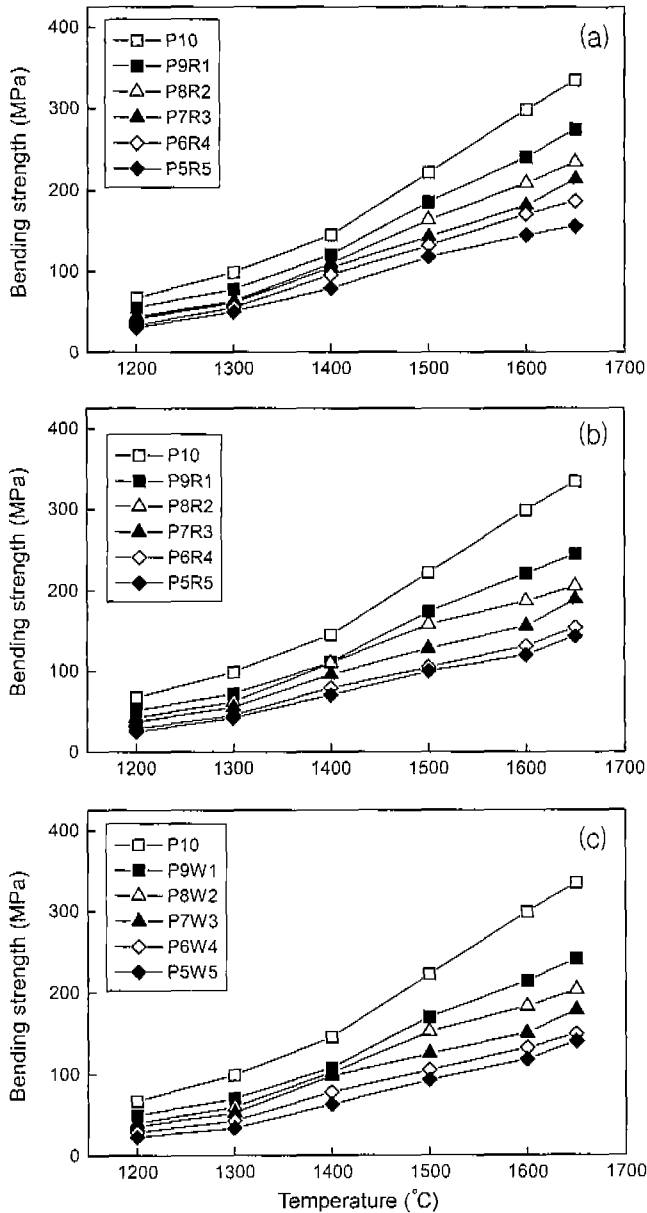 (a)
P10
P9R1
P8R2
P7R3
P6R4
P5R5
Bending strength (MPa)
400
300
200
100
0
1200 1300 1400 1500 1600 1700
(b)
P10
P9R1
P8R2
P7R3
P6R4
P5R5
Bending strength (MPa)
400
300
200
100
0
1200 1300 1400 1500 1600 1700
(c)
P10
P9W1
P8W2
P7W3
P6W4
P5W5
Bending strength (MPa)
400
300
200
100
0
1200 1300 1400 1500 1600 1700
Temperature (°C)